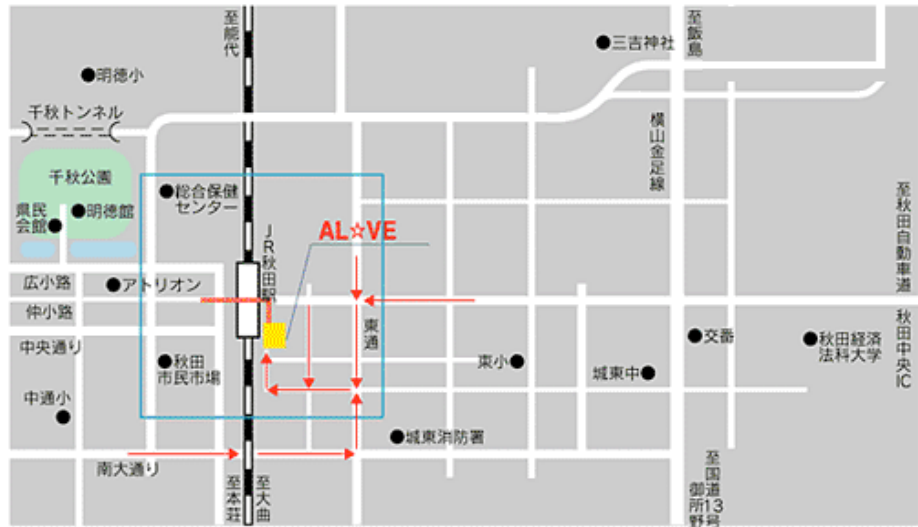 至能代
至飯島
三吉神社
明徳小
千秋トンネル
横山金足線
千秋公園
総合保健
センター
至秋田自動車道
県民
会館
明徳館
AL☆VE
JR秋田駅
広小路
アトリオン
仲小路
秋田中央IC
東通
中央通り
交番
秋田経済
法科大学
秋田
市民市場
東小
城東中
中通小
城東消防署
南大通り
至国道13号
御所野
至本荘
至大曲